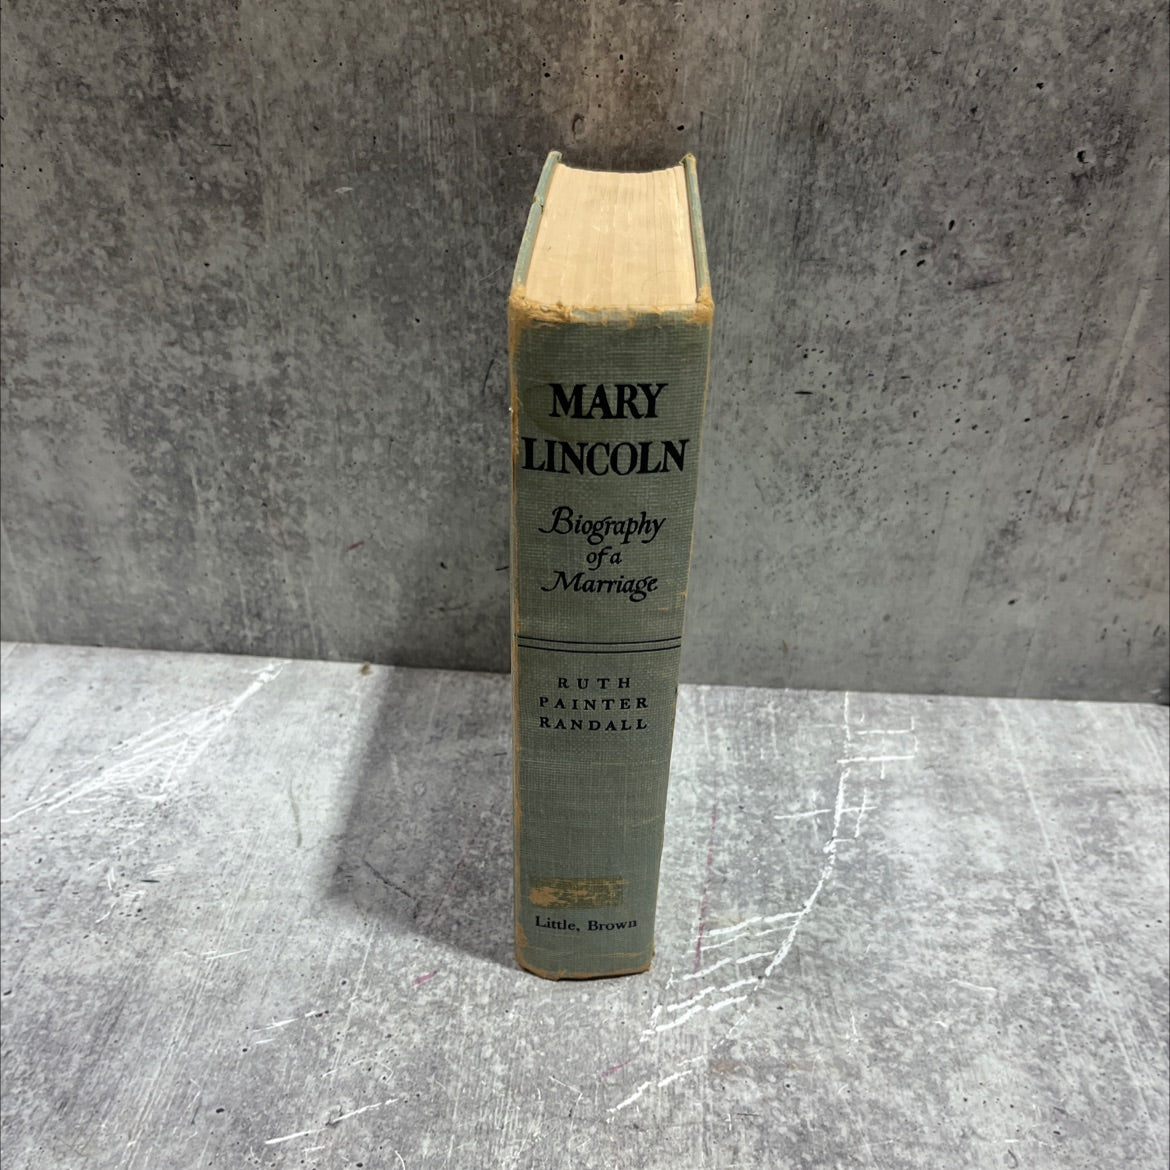 MARY
LINCOLN
Biography
of a
Marriage
RUTH
PAINTER
RANDALL
Little, Brown